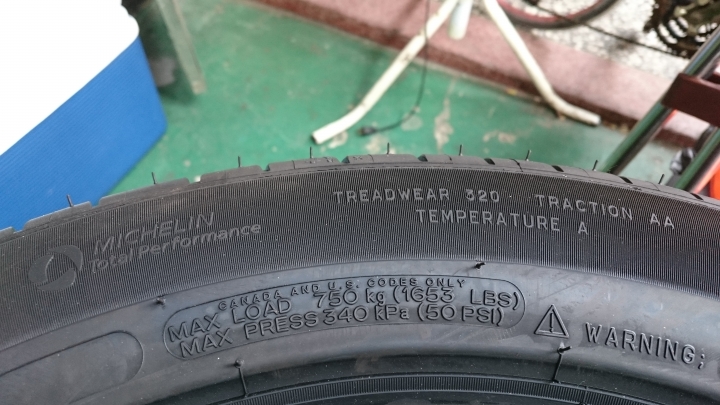 MICHELIN
Total Performance
TREADWEAR 320 TRACTION AA
TEMPERATURE A
CANADA AND U.S. CODES ONLY
MAX LOAD 750 kg (1653 LBS)
MAX PRESS 340 kPa (50 PSI)
WARNING;